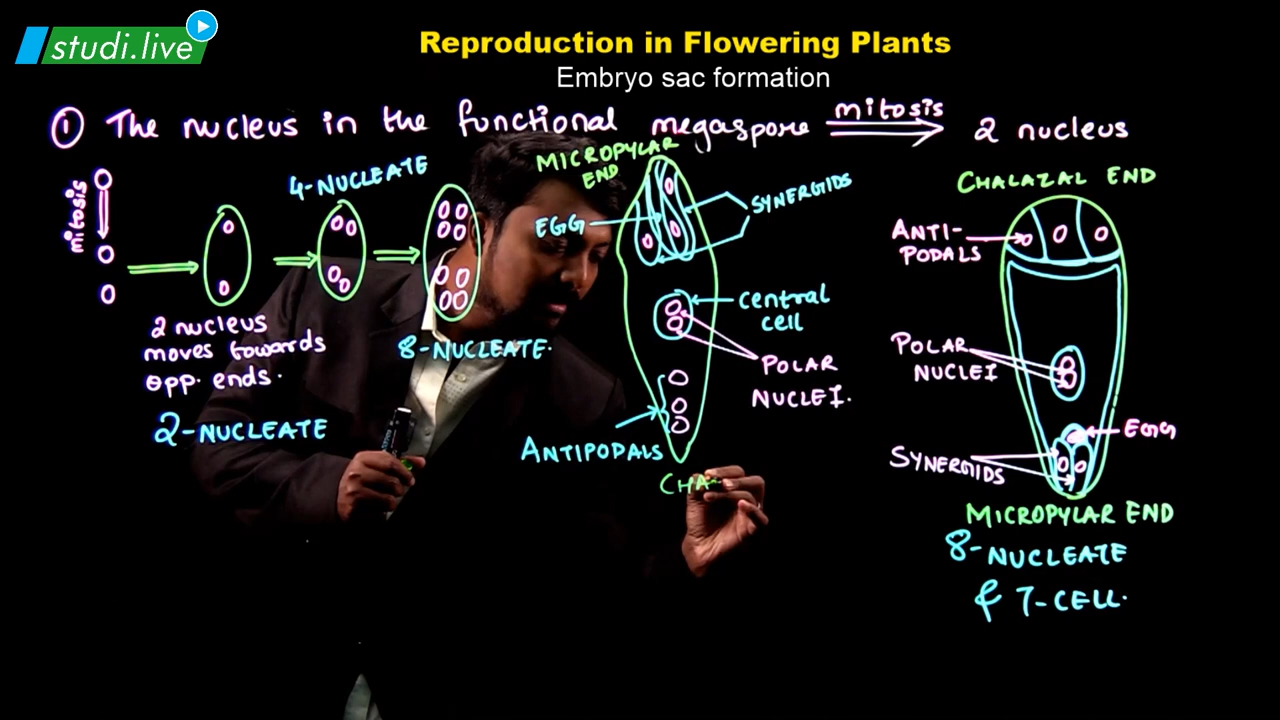 studi.live
Reproduction in Flowering Plants
Embryo sac formation
① The nucleus in the functional megaspore mitosis 2 nucleus
mitosis
2 nucleus
moves towards
opp. ends.
2-NUCLEATE
4-NUCLEATE
8-NUCLEATE.
MICROPYLAR
END
EGG
SYNERGIDS
central
cell
POLAR
NUCLEI.
ANTIPODALS
CHA
CHALAZAL END
ANTI-
PODALS
POLAR
NUCLEI
EGG
SYNERGIDS
MICROPYLAR END
8-NUCLEATE
& 7-CELL.